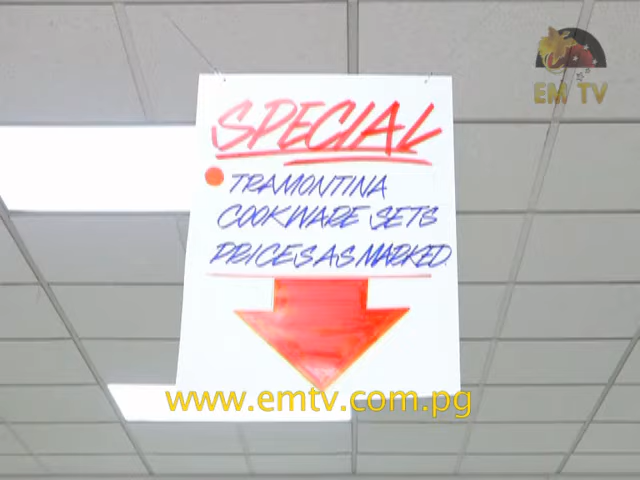 EM TV
SPECIAL
TRAMONTINA
COOKWARE SETS
PRICES AS MARKED
www.emtv.com.pg